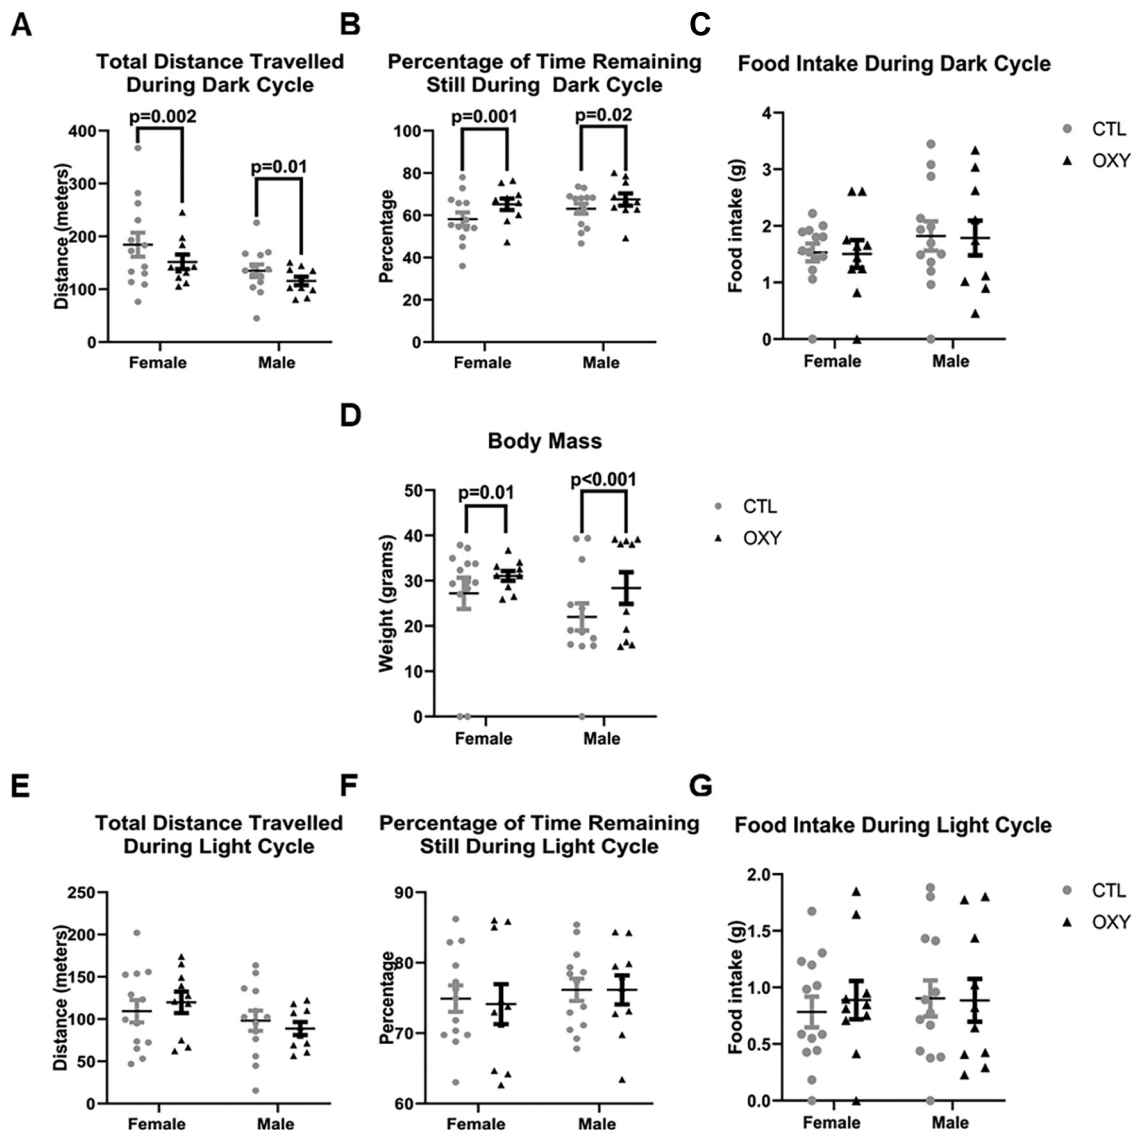 A
Total Distance Travelled
During Dark Cycle
p=0.002
p=0.01
Distance (meters)
400
300
200
100
0
Female
Male
B
Percentage of Time Remaining
Still During Dark Cycle
p=0.001
p=0.02
Percentage
100
80
60
40
20
0
Female
Male
C
Food Intake During Dark Cycle
Food intake (g)
4
3
2
1
0
Female
Male
CTL
OXY
D
Body Mass
p=0.01
p<0.001
Weight (grams)
50
40
30
20
10
0
Female
Male
CTL
OXY
E
Total Distance Travelled
During Light Cycle
Distance (meters)
250
200
150
100
50
0
Female
Male
F
Percentage of Time Remaining
Still During Light Cycle
Percentage
90
80
70
60
Female
Male
G
Food Intake During Light Cycle
Food intake (g)
2.0
1.5
1.0
0.5
0.0
Female
Male
CTL
OXY